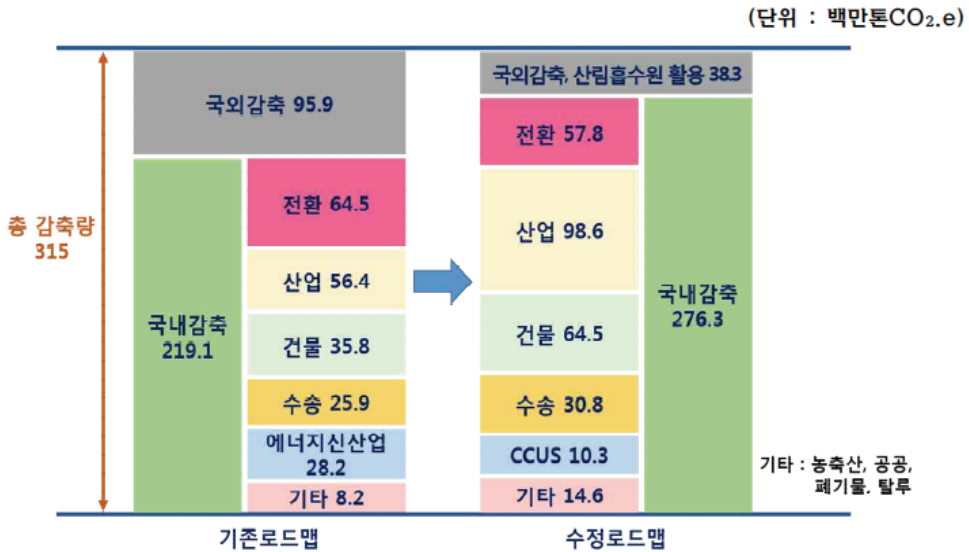 (단위 : 백만톤CO₂.e)
총 감축량
315
국외감축 95.9
국내감축
219.1
전환 64.5
산업 56.4
건물 35.8
수송 25.9
에너지신산업
28.2
기타 8.2
기존로드맵
국외감축, 산림흡수원 활용 38.3
전환 57.8
산업 98.6
건물 64.5
수송 30.8
CCUS 10.3
기타 14.6
국내감축
276.3
수정로드맵
기타 : 농축산, 공공,
폐기물, 탈루